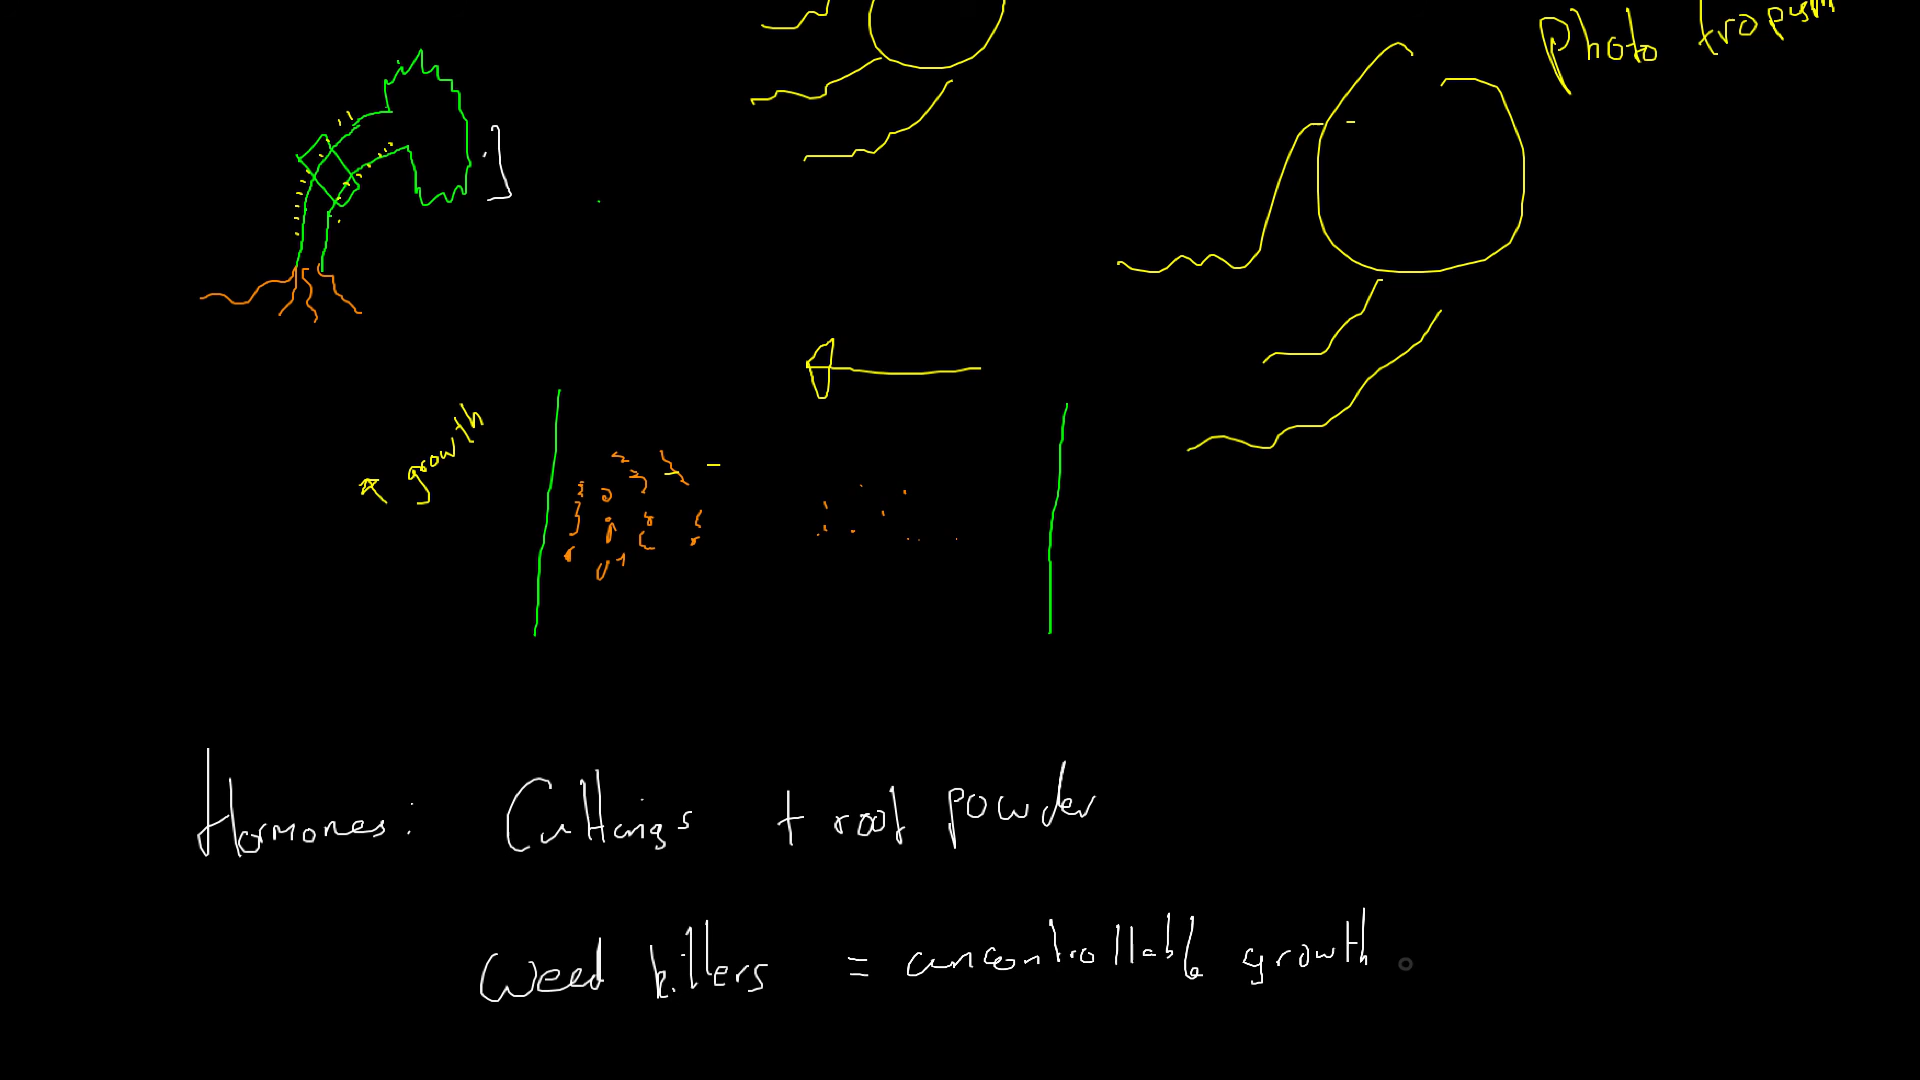 Phototropism
↑ growth
Hormones: Cuttings + root powder
weed killers = uncontrollable growth